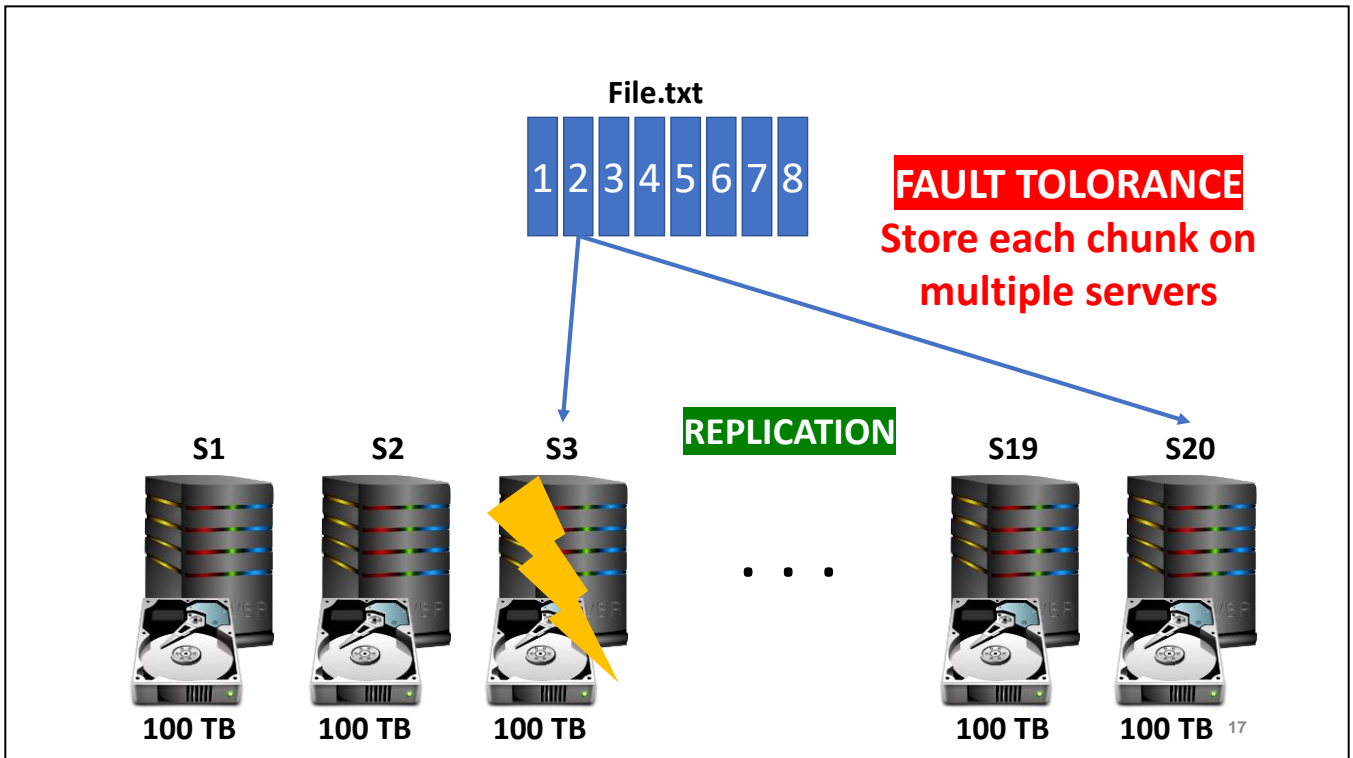 File.txt
1 2 3 4 5 6 7 8
FAULT TOLORANCE
Store each chunk on
multiple servers
REPLICATION
S1 S2 S3 S19 S20
. . .
100 TB 100 TB 100 TB 100 TB 100 TB
17